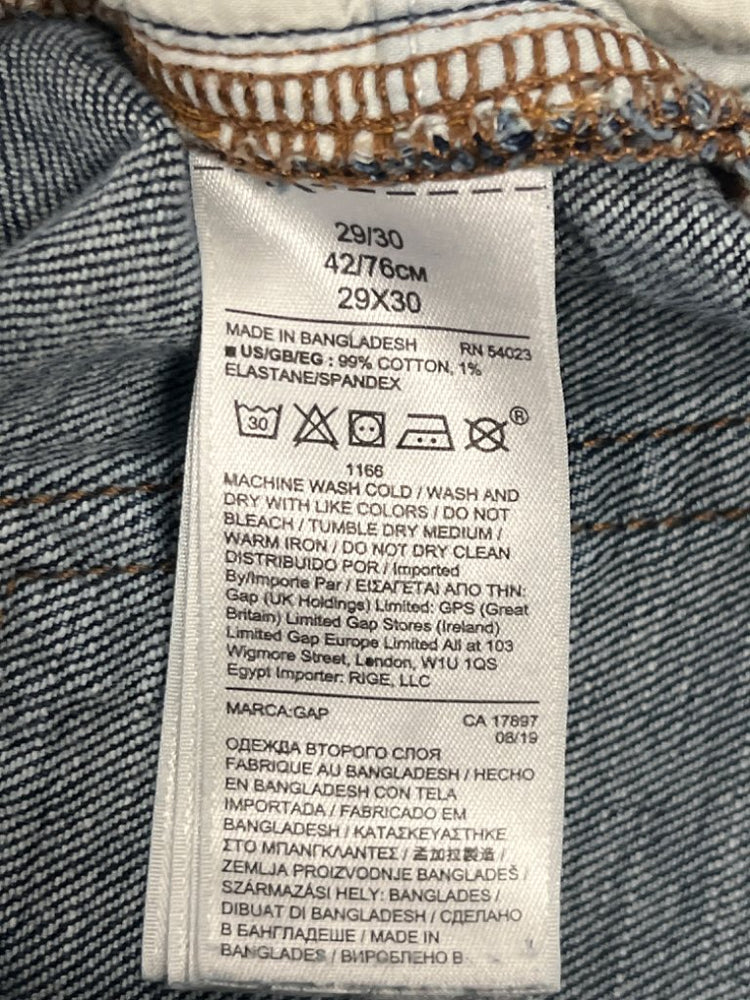 29/30
42/76CM
29X30
MADE IN BANGLADESH RN 54023
■ US/GB/EG : 99% COTTON, 1%
ELASTANE/SPANDEX
30 ®
1166
MACHINE WASH COLD / WASH AND
DRY WITH LIKE COLORS / DO NOT
BLEACH / TUMBLE DRY MEDIUM /
WARM IRON / DO NOT DRY CLEAN
DISTRIBUIDO POR / Imported
By/Importe Par / ΕΙΣΑΓΕΤΑΙ ΑΠΟ ΤΗΝ:
Gap (UK Holdings) Limited: GPS (Great
Britain) Limited Gap Stores (Ireland)
Limited Gap Europe Limited All at 103
Wigmore Street, London, W1U 1QS
Egypt Importer: RIGE, LLC
MARCA:GAP CA 17897
08/19
ОДЕЖДА ВТОРОГО СЛОЯ
FABRIQUE AU BANGLADESH / HECHO
EN BANGLADESH CON TELA
IMPORTADA / FABRICADO EM
BANGLADESH / ΚΑΤΑΣΚΕΥΑΣΤΗΚΕ
ΣΤΟ ΜΠΑΝΓΚΛΑΝΤΕΣ / 孟加拉製造 /
ZEMLJA PROIZVODNJE BANGLADEŠ /
SZÁRMAZÁSI HELY: BANGLADES /
DIBUAT DI BANGLADESH / СДЕЛАНО
В БАНГЛАДЕШЕ / MADE IN
BANGLADES / ВИРОБЛЕНО В